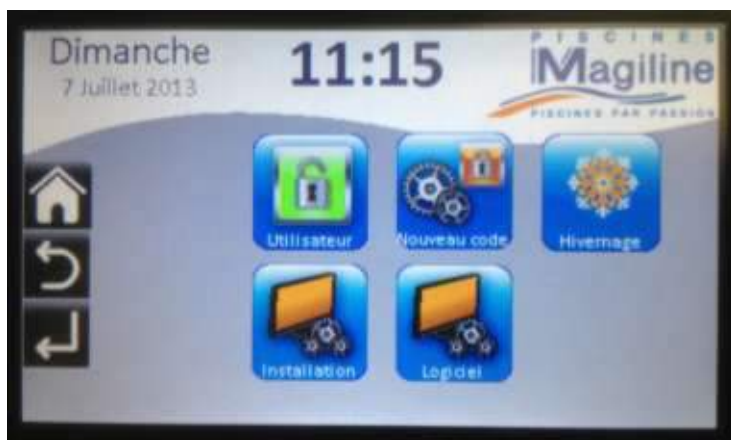 Dimanche
7 Juillet 2013
11:15
PISCINES
Magiline
PISCINES PAR PASSION
Utilisateur
Nouveau code
Hivernage
Installation
Logiciel